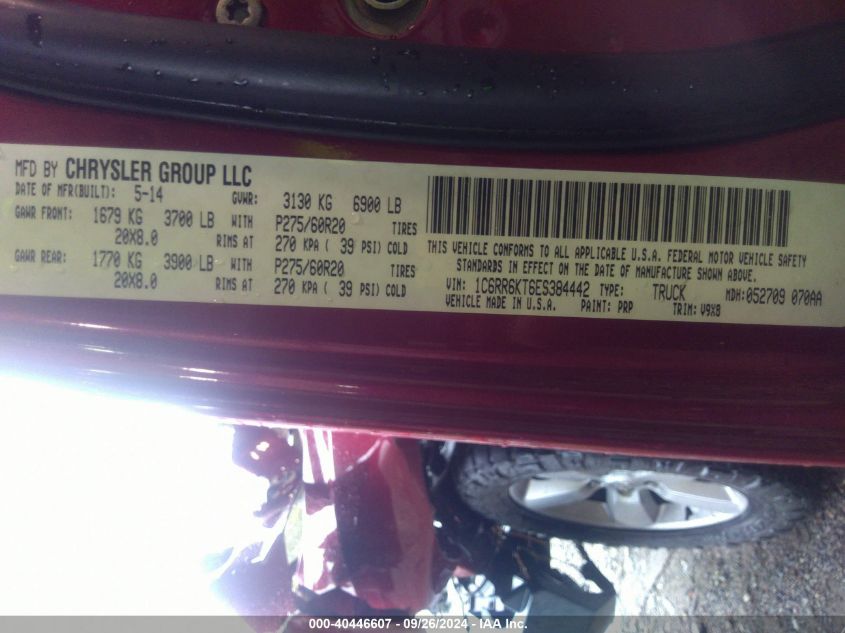 MFD BY CHRYSLER GROUP LLC
DATE OF MFR(BUILT): 5-14 GVWR: 3130 KG 6900 LB
GAWR FRONT: 1679 KG 3700 LB WITH P275/60R20 TIRES
20X8.0 RIMS AT 270 KPA ( 39 PSI) COLD
GAWR REAR: 1770 KG 3900 LB WITH P275/60R20 TIRES
20X8.0 RIMS AT 270 KPA ( 39 PSI) COLD
THIS VEHICLE CONFORMS TO ALL APPLICABLE U.S.A. FEDERAL MOTOR VEHICLE SAFETY
STANDARDS IN EFFECT ON THE DATE OF MANUFACTURE SHOWN ABOVE.
VIN: 1C6RR6KT6ES384442 TYPE: TRUCK MDH:052709 070AA
VEHICLE MADE IN U.S.A. PAINT: PRP TRIM: V9X8
000-40446607 - 09/26/2024 - IAA Inc.